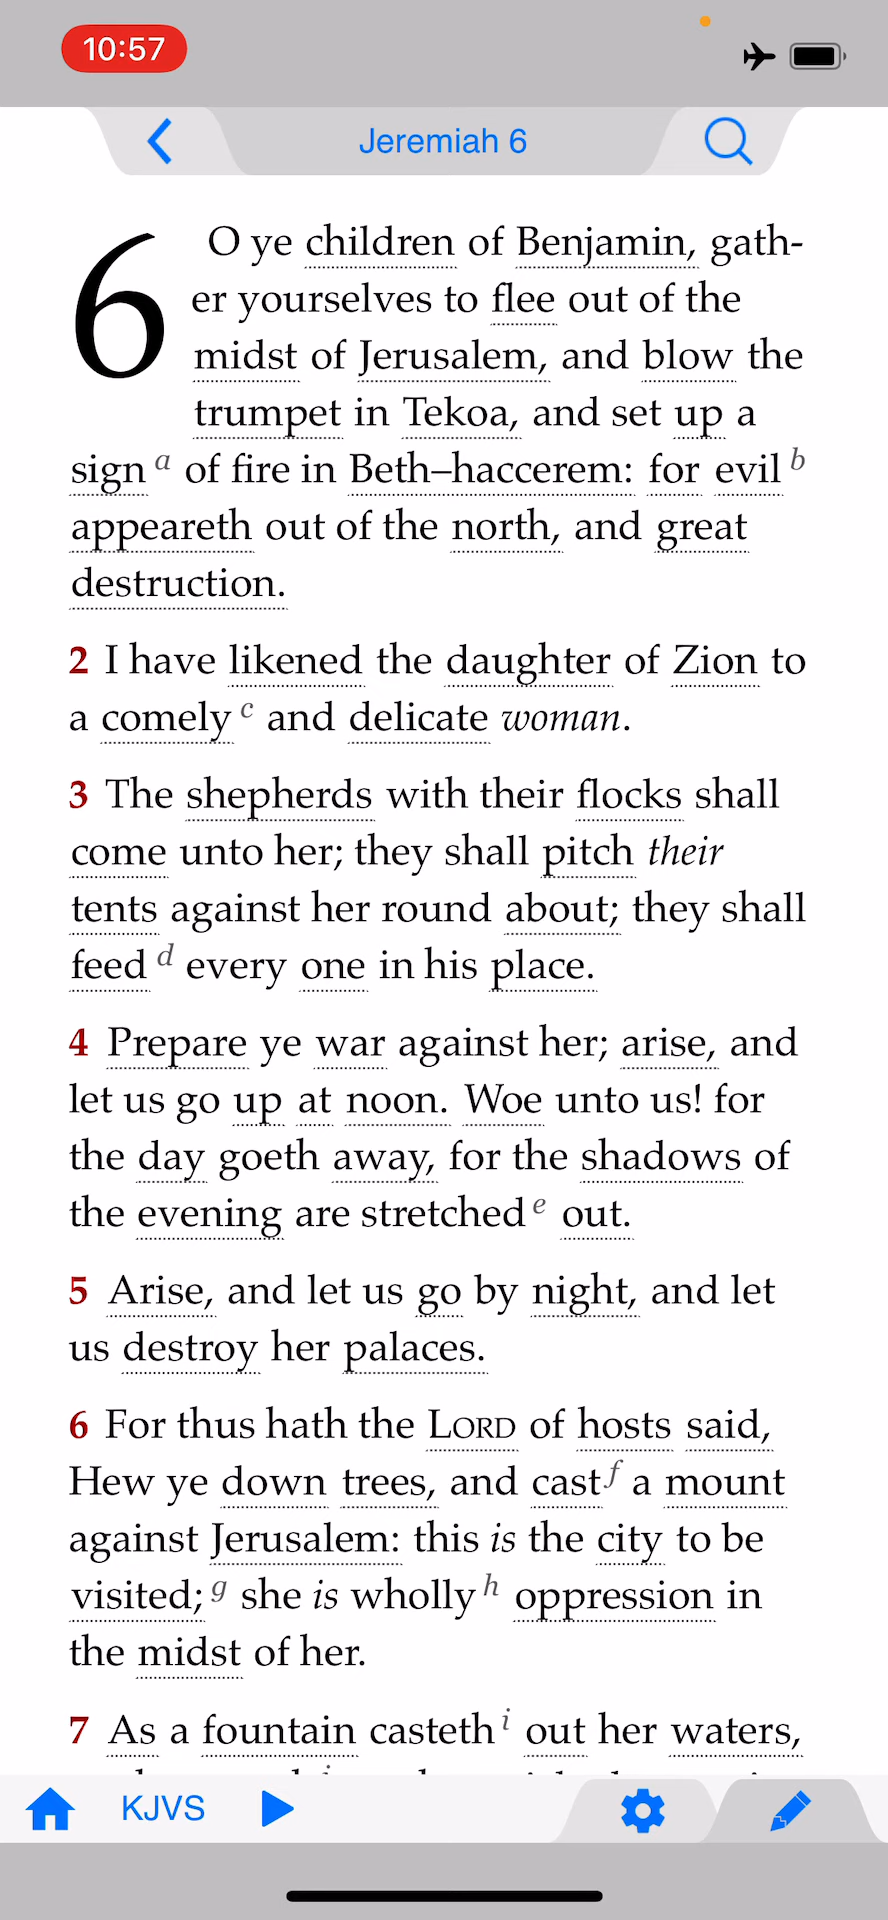 10:57
Jeremiah 6
6 O ye children of Benjamin, gath-
er yourselves to flee out of the
midst of Jerusalem, and blow the
trumpet in Tekoa, and set up a
sign a of fire in Beth–haccerem: for evil b
appeareth out of the north, and great
destruction.
2 I have likened the daughter of Zion to
a comely c and delicate woman.
3 The shepherds with their flocks shall
come unto her; they shall pitch their
tents against her round about; they shall
feed d every one in his place.
4 Prepare ye war against her; arise, and
let us go up at noon. Woe unto us! for
the day goeth away, for the shadows of
the evening are stretched e out.
5 Arise, and let us go by night, and let
us destroy her palaces.
6 For thus hath the LORD of hosts said,
Hew ye down trees, and cast f a mount
against Jerusalem: this is the city to be
visited; g she is wholly h oppression in
the midst of her.
7 As a fountain casteth i out her waters,
KJVS